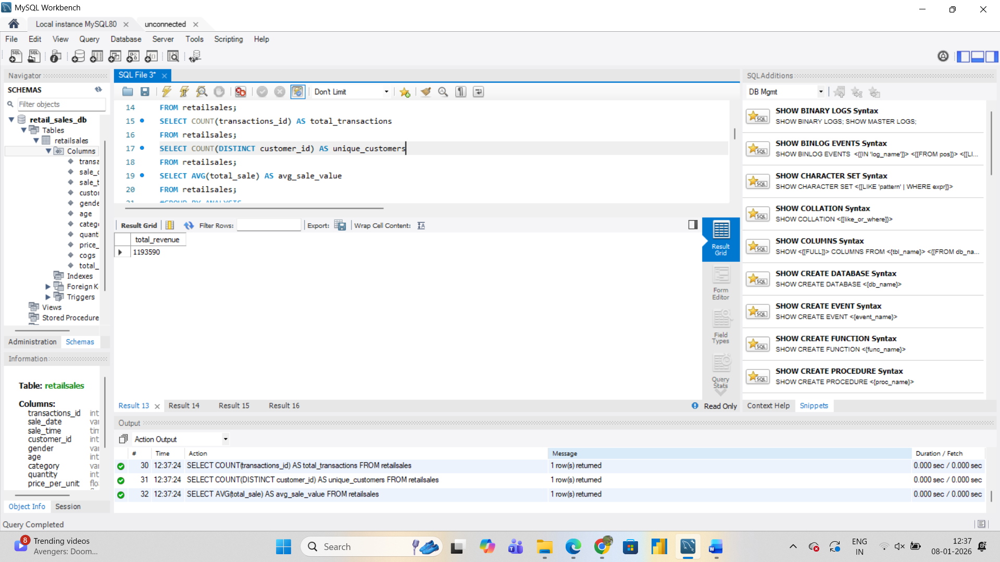 MySQL Workbench
Local instance MySQL80
unconnected
File Edit View Query Database Server Tools Scripting Help
Navigator
SCHEMAS
Filter objects
retail_sales_db
Tables
retailsales
Columns
transa
sale_d
sale_t
custor
gende
age
catego
quant
price_
cogs
total_
Indexes
Foreign K
Triggers
Views
Stored Procedure
Administration Schemas
Information
Table: retailsales
Columns:
transactions_id int
sale_date var
sale_time tim
customer_id int
gender var
age int
category var
quantity int
price_per_unit flo
Object Info Session
Query Completed
SQL File 3*
Don't Limit
14 FROM retailsales;
15 SELECT COUNT(transactions_id) AS total_transactions
16 FROM retailsales;
17 SELECT COUNT(DISTINCT customer_id) AS unique_customers
18 FROM retailsales;
19 SELECT AVG(total_sale) AS avg_sale_value
20 FROM retailsales;
21 #GROUP BY ANALYSIS
Result Grid Filter Rows: Export: Wrap Cell Content:
total_revenue
1193590
Result Grid
Form Editor
Field Types
Query Stats
Result 13 Result 14 Result 15 Result 16
Read Only
Output
Action Output
# Time Action Message Duration / Fetch
30 12:37:24 SELECT COUNT(transactions_id) AS total_transactions FROM retailsales 1 row(s) returned 0.000 sec / 0.000 sec
31 12:37:24 SELECT COUNT(DISTINCT customer_id) AS unique_customers FROM retailsales 1 row(s) returned 0.000 sec / 0.000 sec
32 12:37:24 SELECT AVG(total_sale) AS avg_sale_value FROM retailsales 1 row(s) returned 0.000 sec / 0.000 sec
SQLAdditions
DB Mgmt
SHOW BINARY LOGS Syntax
SHOW BINARY LOGS; SHOW MASTER LOGS;
SHOW BINLOG EVENTS Syntax
SHOW BINLOG EVENTS <{[IN 'log_name']}> <{[FROM pos]}> <{[LI...
SHOW CHARACTER SET Syntax
SHOW CHARACTER SET <{[LIKE 'pattern' | WHERE expr]}>
SHOW COLLATION Syntax
SHOW COLLATION <{[like_or_where]}>
SHOW COLUMNS Syntax
SHOW <{[FULL]}> COLUMNS FROM <{tbl_name}> <{[FROM db_na...
SHOW CREATE DATABASE Syntax
SHOW CREATE DATABASE <{db_name}>
SHOW CREATE EVENT Syntax
SHOW CREATE EVENT <{event_name}>
SHOW CREATE FUNCTION Syntax
SHOW CREATE FUNCTION <{func_name}>
SHOW CREATE PROCEDURE Syntax
SHOW CREATE PROCEDURE <{proc_name}>
Context Help Snippets
8
Trending videos
Avengers: Doom...
Search
ENG
IN
12:37
08-01-2026